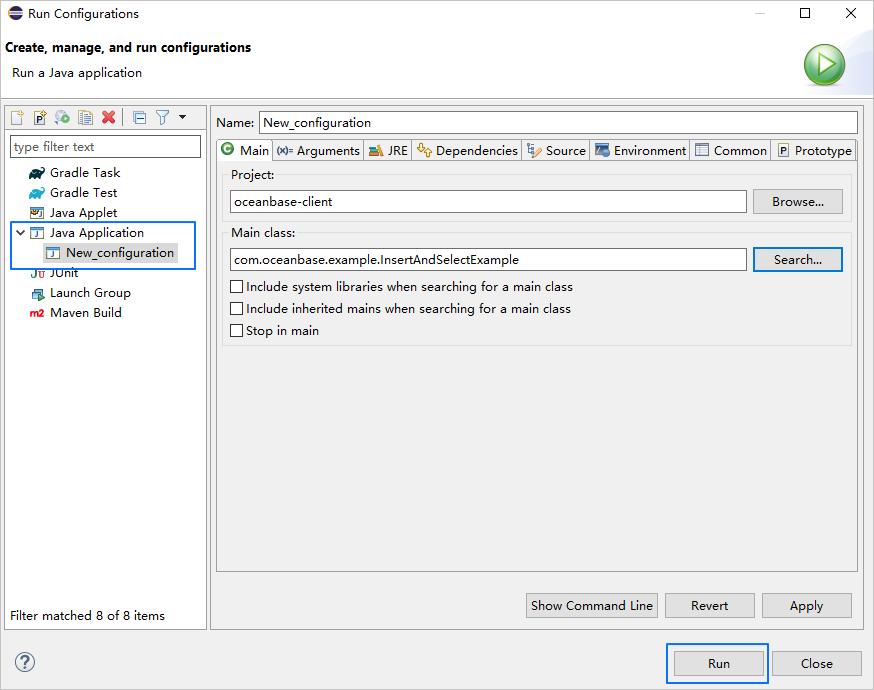 Run Configurations
Create, manage, and run configurations
Run a Java application
type filter text
Gradle Task
Gradle Test
Java Applet
Java Application
New_configuration
JUnit
Launch Group
m2 Maven Build
Filter matched 8 of 8 items
Name: New_configuration
Main (x)= Arguments JRE Dependencies Source Environment Common P Prototype
Project:
oceanbase-client Browse...
Main class:
com.oceanbase.example.InsertAndSelectExample Search...
Include system libraries when searching for a main class
Include inherited mains when searching for a main class
Stop in main
Show Command Line Revert Apply
? Run Close